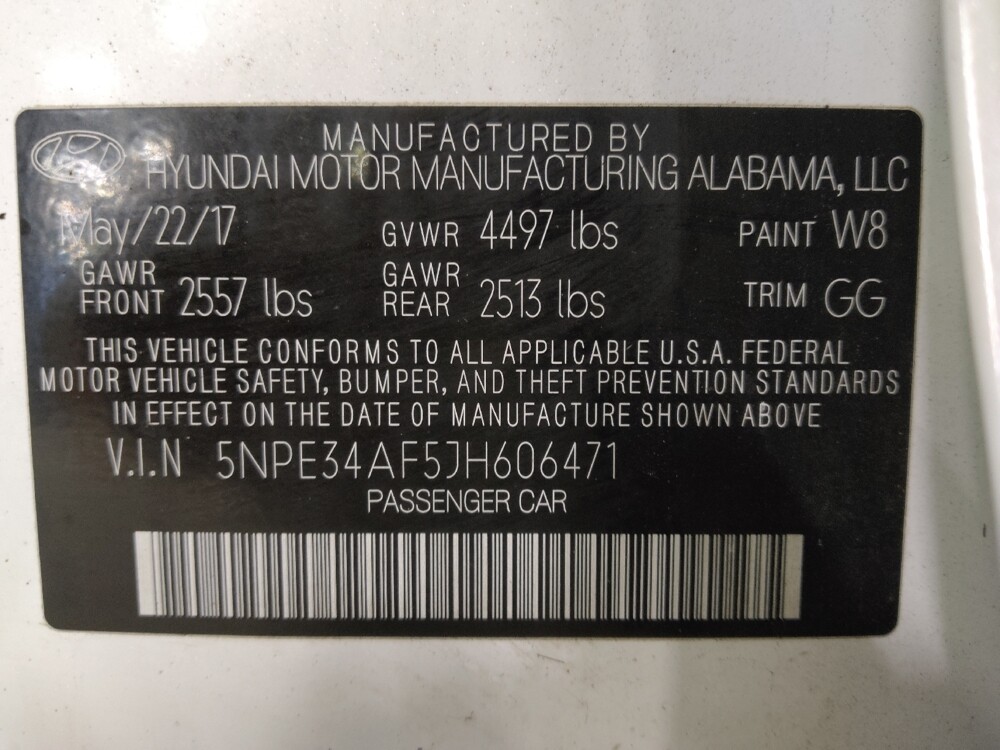 MANUFACTURED BY
HYUNDAI MOTOR MANUFACTURING ALABAMA, LLC
May/22/17 GVWR 4497 lbs PAINT W8
GAWR FRONT 2557 lbs GAWR REAR 2513 lbs TRIM GG
THIS VEHICLE CONFORMS TO ALL APPLICABLE U.S.A. FEDERAL
MOTOR VEHICLE SAFETY, BUMPER, AND THEFT PREVENTION STANDARDS
IN EFFECT ON THE DATE OF MANUFACTURE SHOWN ABOVE
V.I.N 5NPE34AF5JH606471
PASSENGER CAR